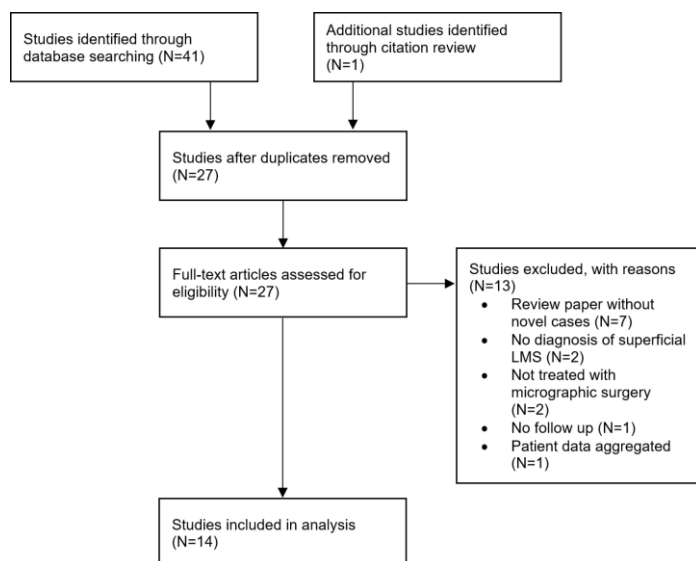 Studies identified through
database searching (N=41)
Additional studies identified
through citation review
(N=1)
Studies after duplicates removed
(N=27)
Full-text articles assessed for
eligibility (N=27)
Studies excluded, with reasons
(N=13)
• Review paper without
novel cases (N=7)
• No diagnosis of superficial
LMS (N=2)
• Not treated with
micrographic surgery
(N=2)
• No follow up (N=1)
• Patient data aggregated
(N=1)
Studies included in analysis
(N=14)